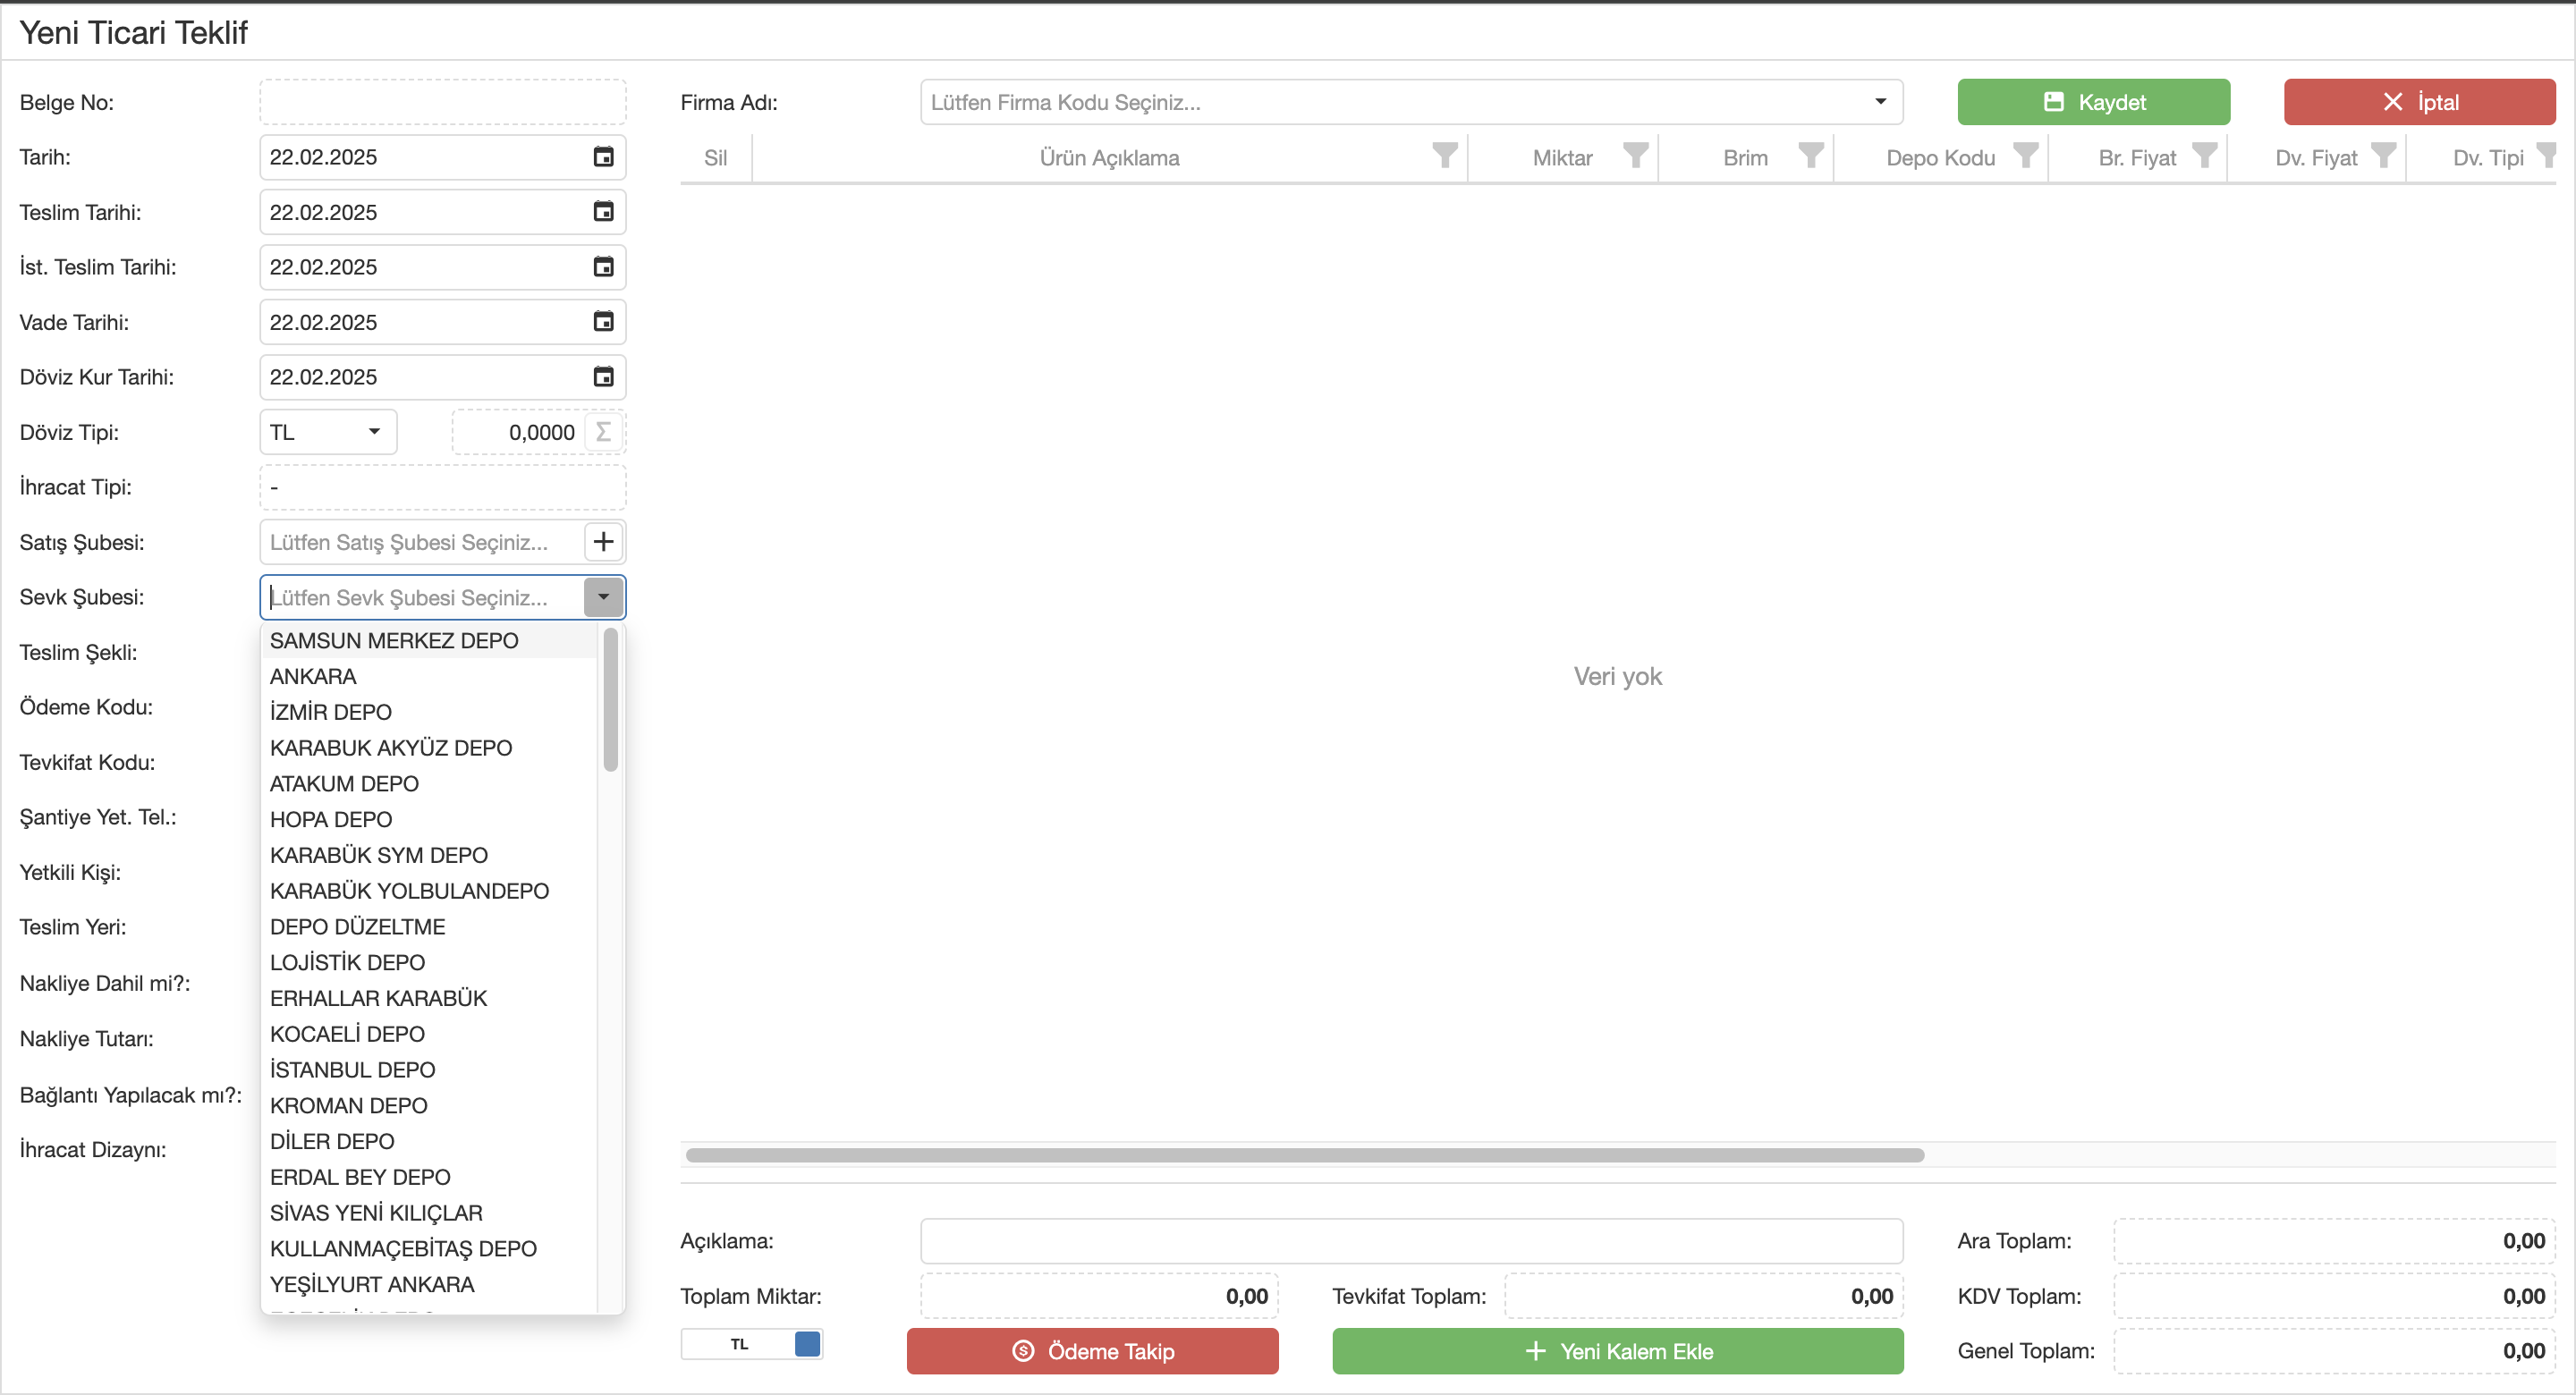 Yeni Ticari Teklif
Belge No:
Firma Adı: Lütfen Firma Kodu Seçiniz...
Kaydet
İptal
Tarih: 22.02.2025
Teslim Tarihi: 22.02.2025
İst. Teslim Tarihi: 22.02.2025
Vade Tarihi: 22.02.2025
Döviz Kur Tarihi: 22.02.2025
Döviz Tipi: TL 0,0000 Σ
İhracat Tipi: -
Satış Şubesi: Lütfen Satış Şubesi Seçiniz...
Sevk Şubesi: Lütfen Sevk Şubesi Seçiniz...
Teslim Şekli:
Ödeme Kodu:
Tevkifat Kodu:
Şantiye Yet. Tel.:
Yetkili Kişi:
Teslim Yeri:
Nakliye Dahil mi?:
Nakliye Tutarı:
Bağlantı Yapılacak mı?:
İhracat Dizaynı:
SAMSUN MERKEZ DEPO
ANKARA
İZMİR DEPO
KARABUK AKYÜZ DEPO
ATAKUM DEPO
HOPA DEPO
KARABÜK SYM DEPO
KARABÜK YOLBULANDEPO
DEPO DÜZELTME
LOJİSTİK DEPO
ERHALLAR KARABÜK
KOCAELİ DEPO
İSTANBUL DEPO
KROMAN DEPO
DİLER DEPO
ERDAL BEY DEPO
SİVAS YENİ KILIÇLAR
KULLANMAÇEBİTAŞ DEPO
YEŞİLYURT ANKARA
Sil Ürün Açıklama Miktar Brim Depo Kodu Br. Fiyat Dv. Fiyat Dv. Tipi
Veri yok
Açıklama:
Ara Toplam: 0,00
Toplam Miktar: 0,00
Tevkifat Toplam: 0,00
KDV Toplam: 0,00
TL
Ödeme Takip
Yeni Kalem Ekle
Genel Toplam: 0,00